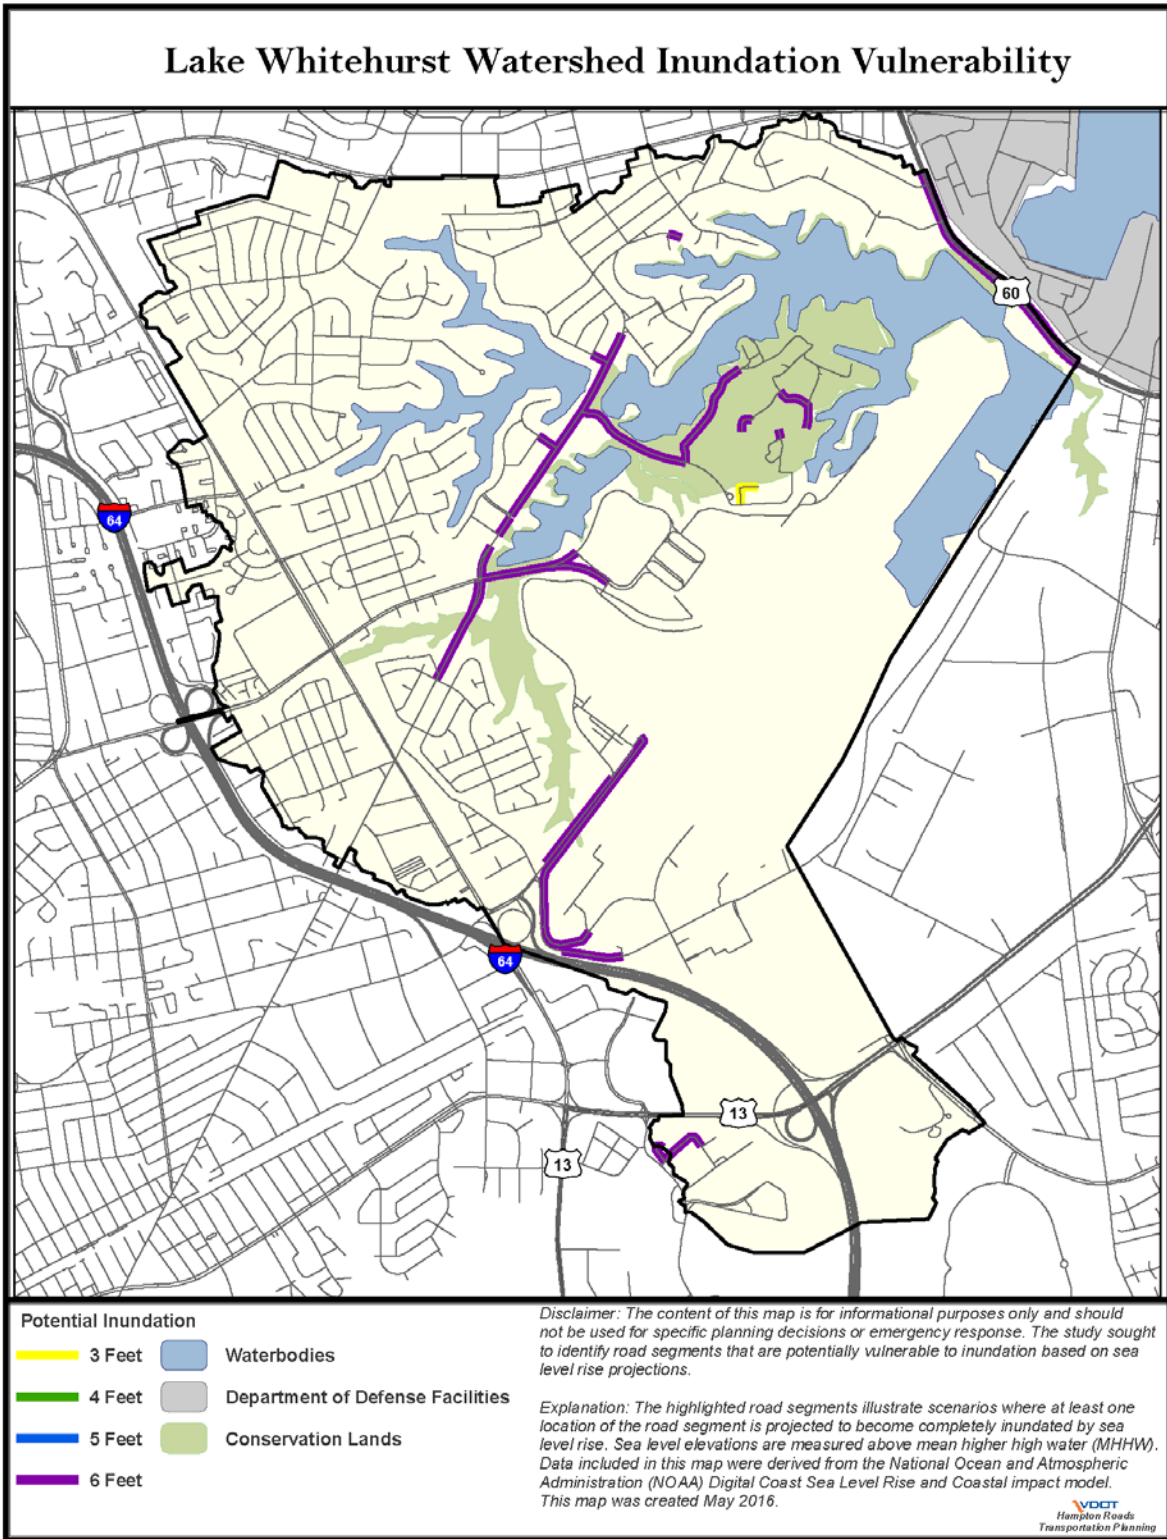 Lake Whitehurst Watershed Inundation Vulnerability
60
64
64
13
13
Potential Inundation
3 Feet
Waterbodies
4 Feet
Department of Defense Facilities
5 Feet
Conservation Lands
6 Feet
Disclaimer: The content of this map is for informational purposes only and should
not be used for specific planning decisions or emergency response. The study sought
to identify road segments that are potentially vulnerable to inundation based on sea
level rise projections.
Explanation: The highlighted road segments illustrate scenarios where at least one
location of the road segment is projected to become completely inundated by sea
level rise. Sea level elevations are measured above mean higher high water (MHHW).
Data included in this map were derived from the National Ocean and Atmospheric
Administration (NOAA) Digital Coast Sea Level Rise and Coastal impact model.
This map was created May 2016.
VDOT
Hampton Roads
Transportation Planning